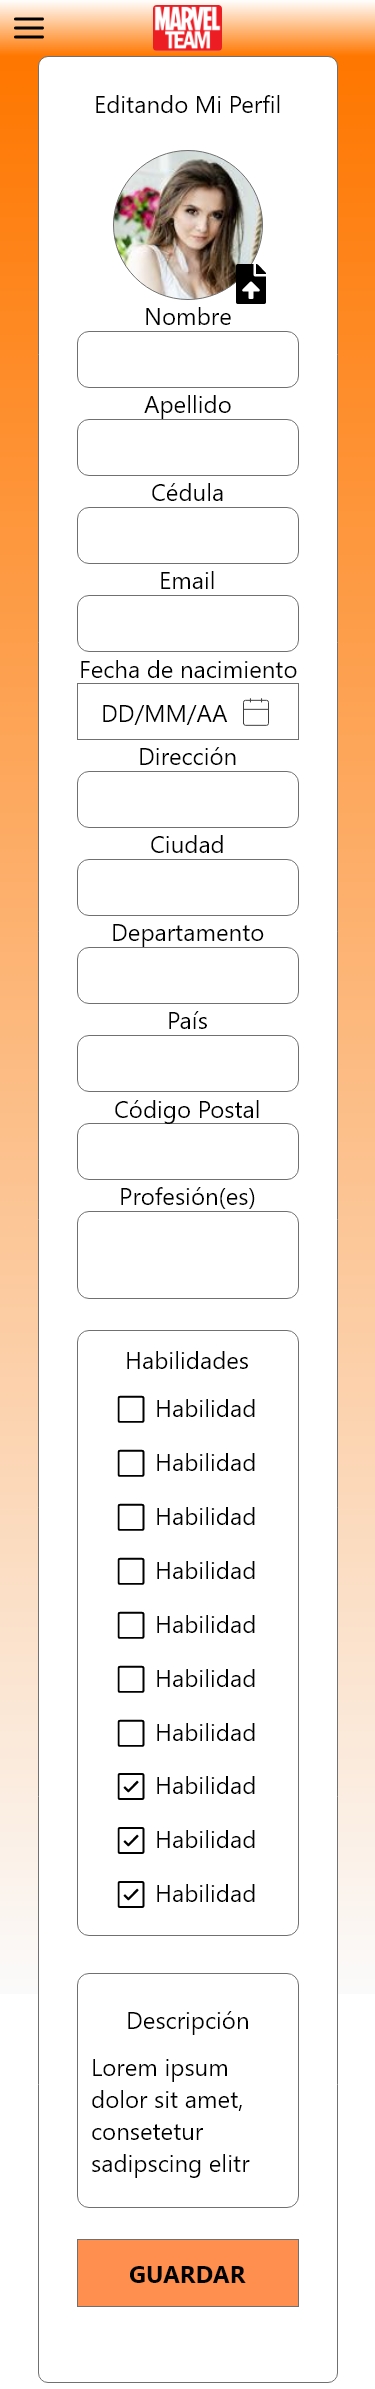 MARVEL
TEAM
Editando Mi Perfil
Nombre
Apellido
Cédula
Email
Fecha de nacimiento
DD/MM/AA
Dirección
Ciudad
Departamento
País
Código Postal
Profesión(es)
Habilidades
Habilidad
Habilidad
Habilidad
Habilidad
Habilidad
Habilidad
Habilidad
Habilidad
Habilidad
Habilidad
Descripción
Lorem ipsum
dolor sit amet,
consetetur
sadipscing elitr
GUARDAR